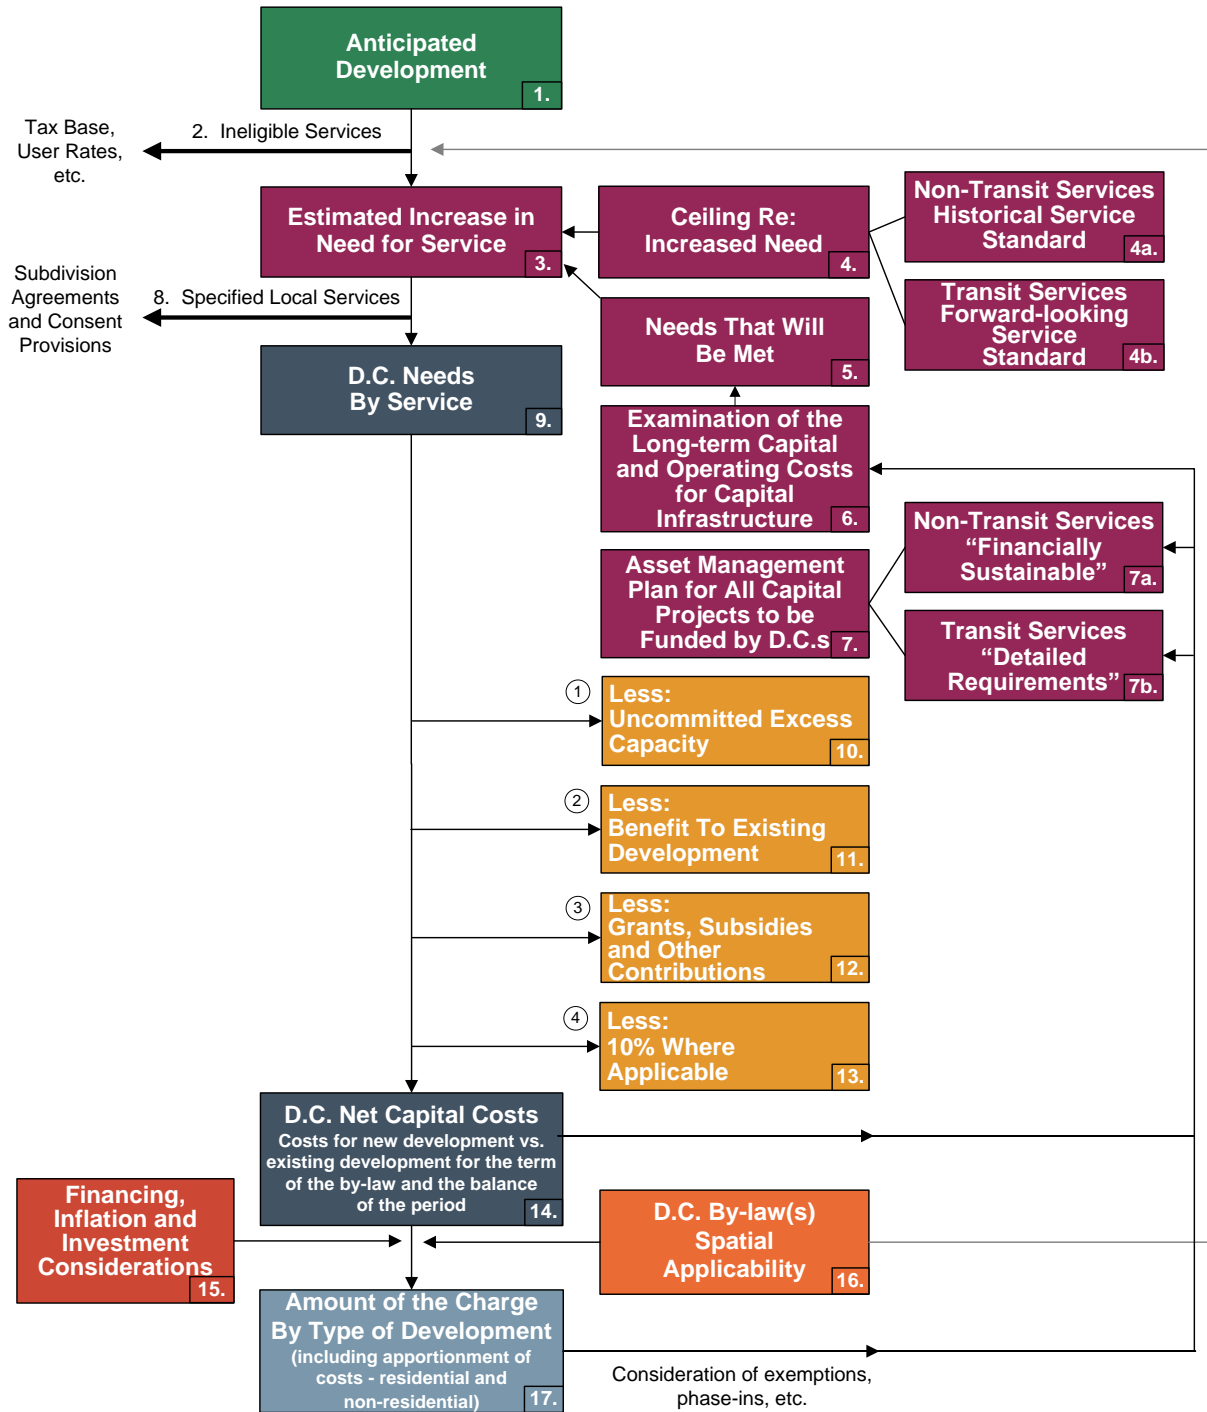 Anticipated
Development
1.
Tax Base,
User Rates,
etc.
2.  Ineligible Services
Estimated Increase in
Need for Service
3.
Ceiling Re:
Increased Need
4.
Non-Transit Services
Historical Service
Standard
4a.
Transit Services
Forward-looking
Service
Standard
4b.
Subdivision
Agreements
and Consent
Provisions
8.  Specified Local Services
Needs That Will
Be Met
5.
D.C. Needs
By Service
9.
Examination of the
Long-term Capital
and Operating Costs
for Capital
Infrastructure
6.
Asset Management
Plan for All Capital
Projects to be
Funded by D.C.s
7.
Non-Transit Services
“Financially
Sustainable”
7a.
Transit Services
“Detailed
Requirements”
7b.
1
Less:
Uncommitted Excess
Capacity
10.
2
Less:
Benefit To Existing
Development
11.
3
Less:
Grants, Subsidies
and Other
Contributions
12.
4
Less:
10% Where
Applicable
13.
D.C. Net Capital Costs
Costs for new development vs.
existing development for the term
of the by-law and the balance
of the period
14.
Financing,
Inflation and
Investment
Considerations
15.
D.C. By-law(s)
Spatial
Applicability
16.
Amount of the Charge
By Type of Development
(including apportionment of
costs - residential and
non-residential)
17.
Consideration of exemptions,
phase-ins, etc.